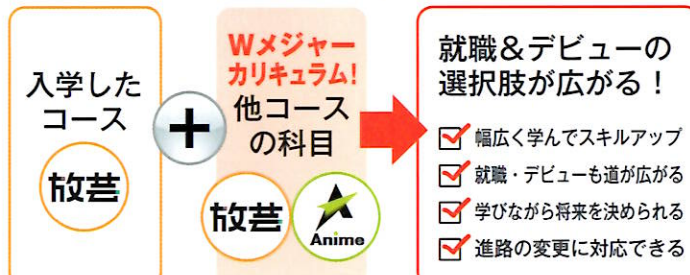 入学した
コース
放芸
+
Wメジャー
カリキュラム!
他コース
の科目
放芸
Anime
就職&デビューの
選択肢が広がる!
幅広く学んでスキルアップ
就職・デビューも道が広がる
学びながら将来を決められる
進路の変更に対応できる